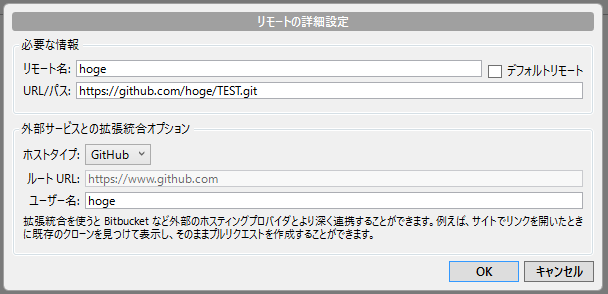 リモートの詳細設定
必要な情報
リモート名: hoge デフォルトリモート
URL/パス: https://github.com/hoge/TEST.git
外部サービスとの拡張統合オプション
ホストタイプ: GitHub
ルート URL: https://www.github.com
ユーザー名: hoge
拡張統合を使うと Bitbucket など外部のホスティングプロバイダとより深く連携することができます。例えば、サイトでリンクを開いたとき
に既存のクローンを見つけて表示し、そのままプルリクエストを作成することができます。
OK キャンセル